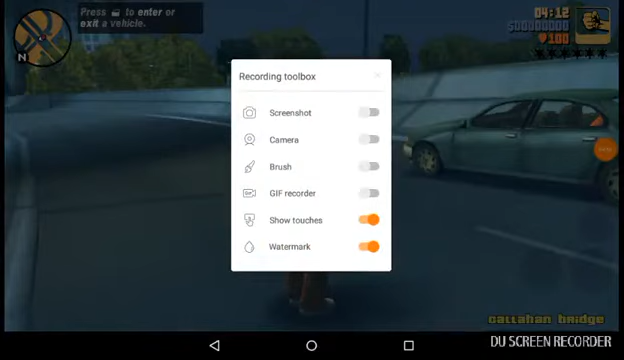 Press to enter or
exit a vehicle.
04:12
$00000000
100
N
Recording toolbox
Screenshot
Camera
Brush
GIF recorder
Show touches
Watermark
Callahan Bridge
DU SCREEN RECORDER